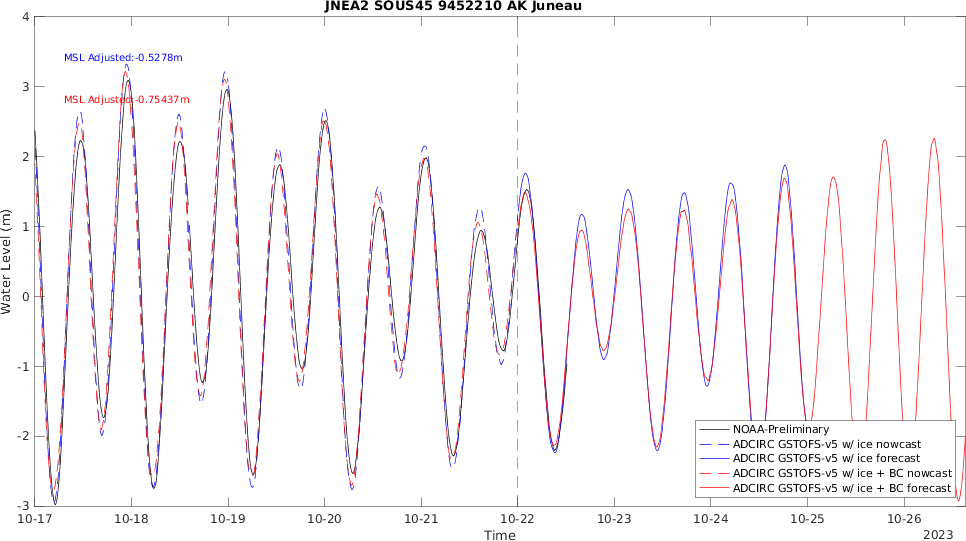 JNEA2 SOUS45 9452210 AK Juneau
4
3
2
1
0
-1
-2
-3
Water Level (m)
MSL Adjusted:-0.5278m
MSL Adjusted:-0.75437m
NOAA-Preliminary
ADCIRC GSTOFS-v5 w/ ice nowcast
ADCIRC GSTOFS-v5 w/ ice forecast
ADCIRC GSTOFS-v5 w/ ice + BC nowcast
ADCIRC GSTOFS-v5 w/ ice + BC forecast
10-17 10-18 10-19 10-20 10-21 10-22 10-23 10-24 10-25 10-26
Time
2023